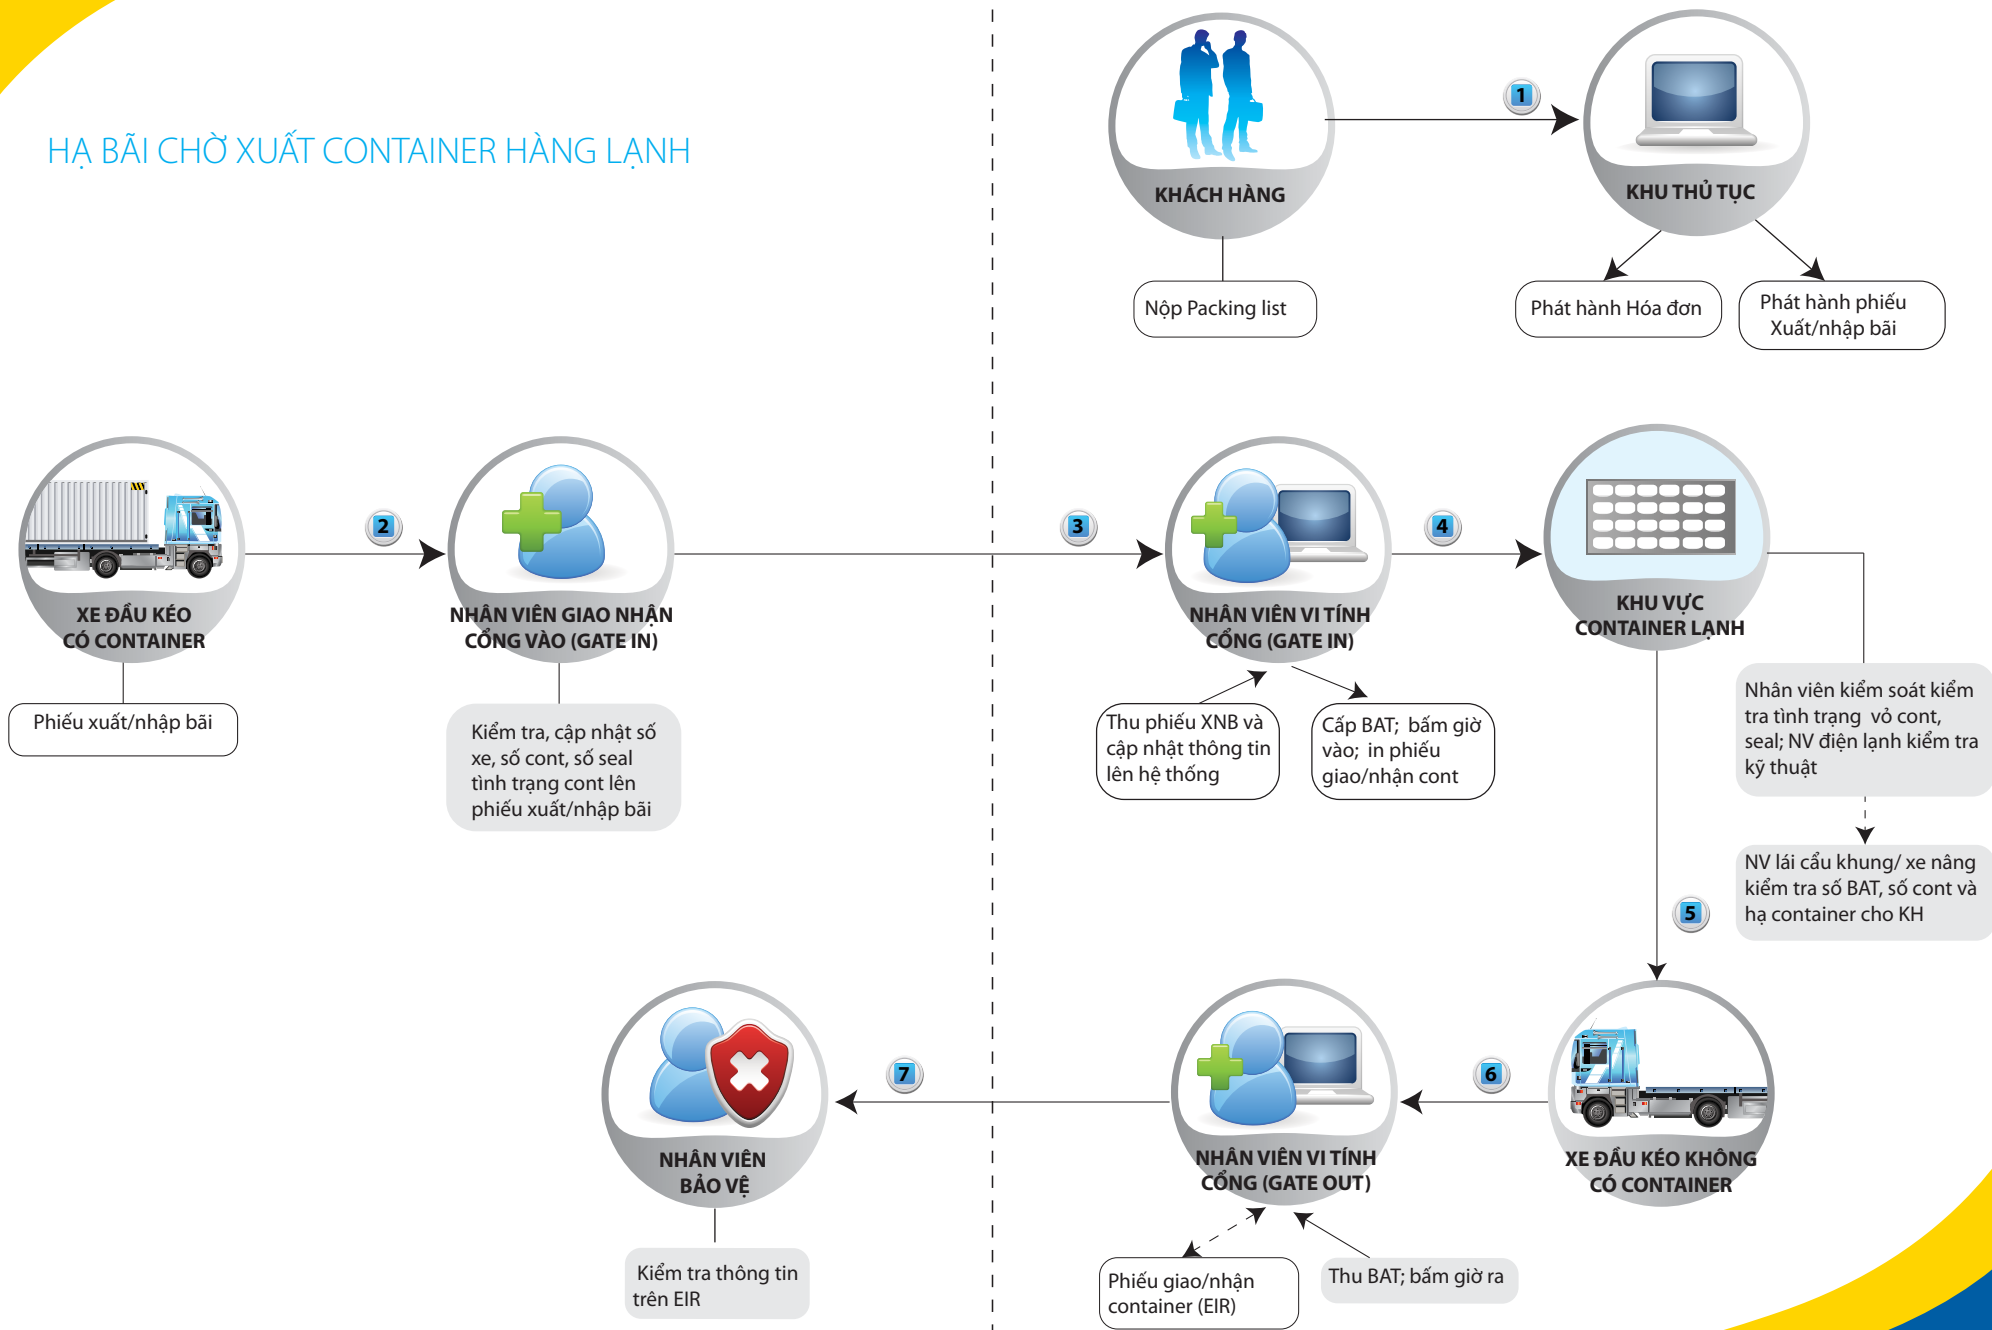 HẠ BÃI CHỜ XUẤT CONTAINER HÀNG LẠNH
1
KHÁCH HÀNG
KHU THỦ TỤC
Nộp Packing list
Phát hành Hóa đơn
Phát hành phiếu
Xuất/nhập bãi
2
3
4
XE ĐẦU KÉO
CÓ CONTAINER
NHÂN VIÊN GIAO NHẬN
CỔNG VÀO (GATE IN)
NHÂN VIÊN VI TÍNH
CỔNG (GATE IN)
KHU VỰC
CONTAINER LẠNH
Phiếu xuất/nhập bãi
Kiểm tra, cập nhật số
xe, số cont, số seal
tình trạng cont lên
phiếu xuất/nhập bãi
Thu phiếu XNB và
cập nhật thông tin
lên hệ thống
Cấp BAT; bấm giờ
vào; in phiếu
giao/nhận cont
Nhân viên kiểm soát kiểm
tra tình trạng vỏ cont,
seal; NV điện lạnh kiểm tra
kỹ thuật
NV lái cẩu khung/ xe nâng
kiểm tra số BAT, số cont và
hạ container cho KH
5
7
6
NHÂN VIÊN
BẢO VỆ
NHÂN VIÊN VI TÍNH
CỔNG (GATE OUT)
XE ĐẦU KÉO KHÔNG
CÓ CONTAINER
Kiểm tra thông tin
trên EIR
Phiếu giao/nhận
container (EIR)
Thu BAT; bấm giờ ra